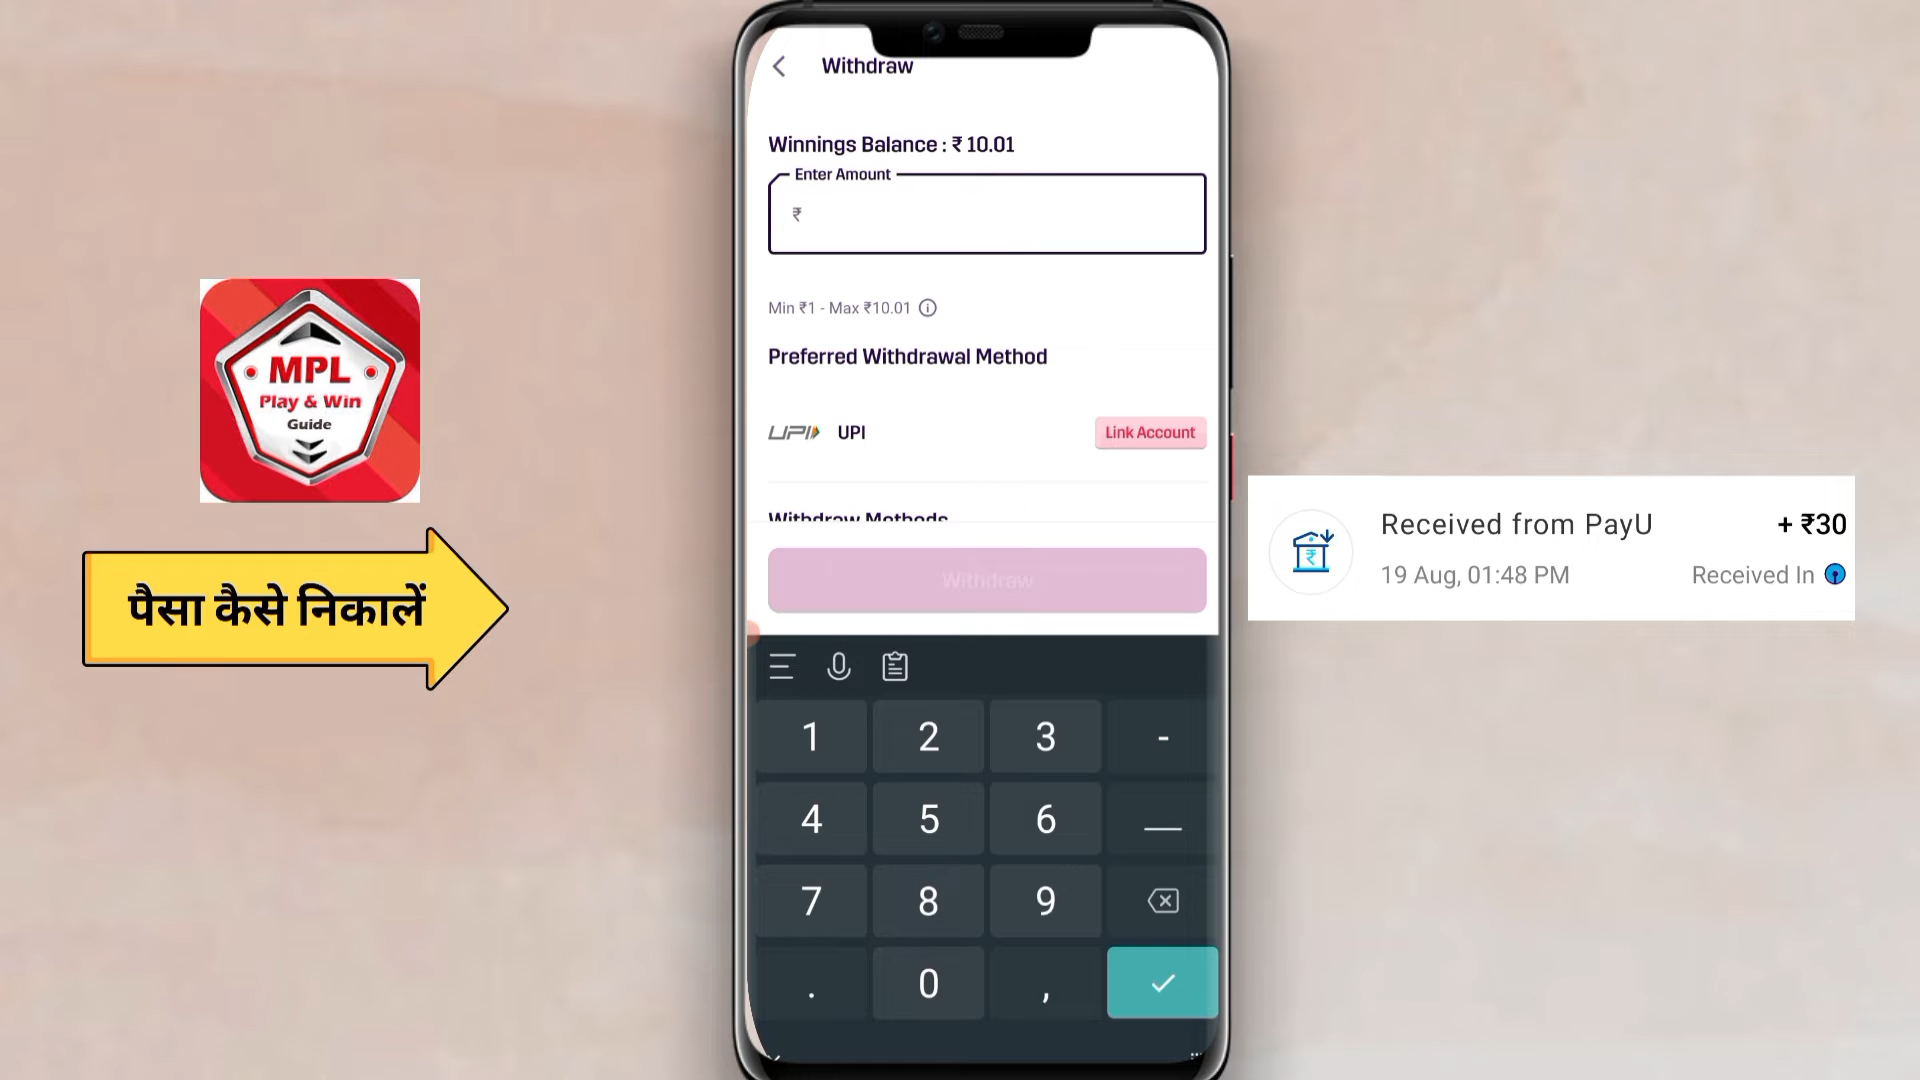 Withdraw
Winnings Balance : ₹ 10.01
Enter Amount
₹
Min ₹1 - Max ₹10.01
Preferred Withdrawal Method
UPI UPI
Link Account
Withdraw Methods
Withdraw
1 2 3 -
4 5 6
7 8 9
. 0 ,
MPL
Play & Win
Guide
पैसा कैसे निकालें
Received from PayU + ₹30
19 Aug, 01:48 PM Received In